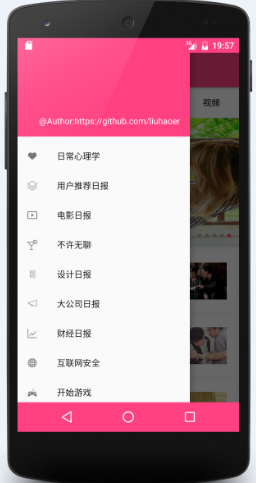 19:57
视频
@Author:https://github.com/liuhaoer
日常心理学
用户推荐日报
电影日报
不许无聊
设计日报
大公司日报
财经日报
互联网安全
开始游戏